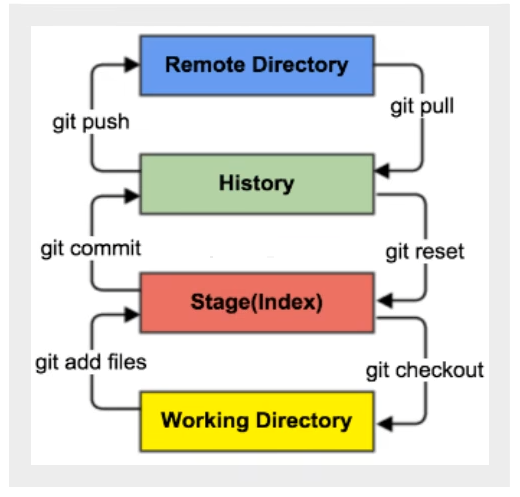 Remote Directory
git push
git pull
History
git commit
git reset
Stage(Index)
git add files
git checkout
Working Directory